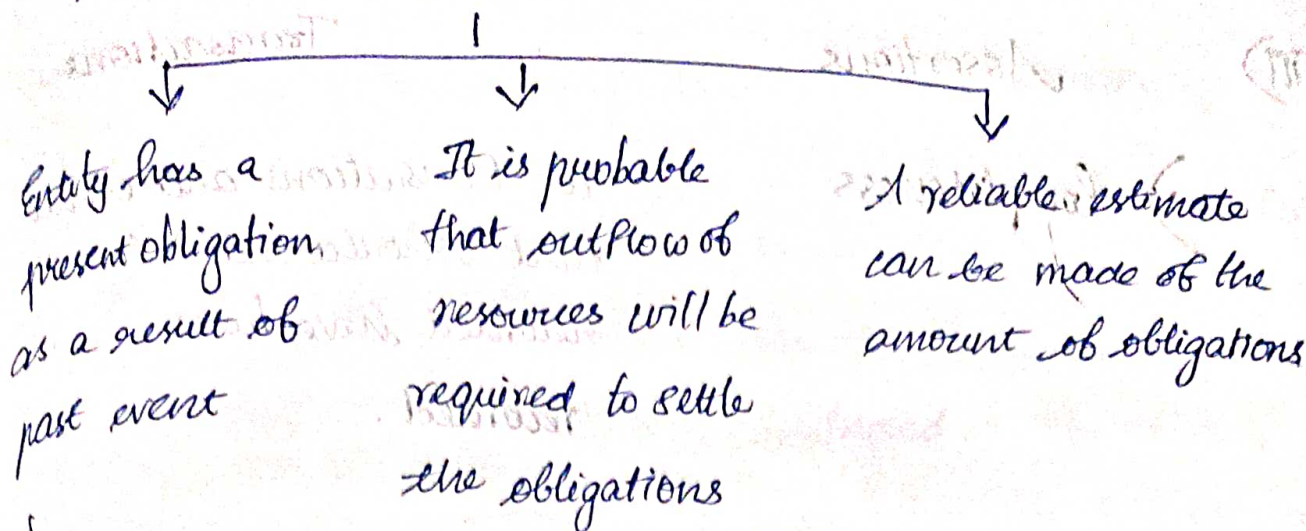 Entity has a
present obligation
as a result of
past event
It is probable
that outflow of
resources will be
required to settle
the obligations
A reliable estimate
can be made of the
amount of obligations